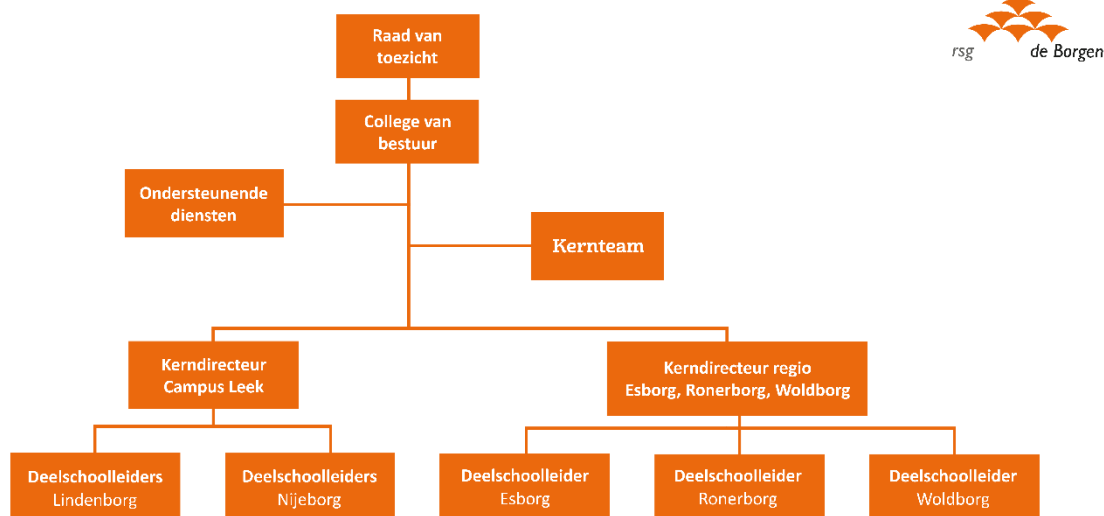 rsg de Borgen
Raad van
toezicht
College van
bestuur
Ondersteunende
diensten
Kernteam
Kerndirecteur
Campus Leek
Kerndirecteur regio
Esborg, Ronerborg, Woldborg
Deelschoolleiders
Lindenborg
Deelschoolleiders
Nijeborg
Deelschoolleider
Esborg
Deelschoolleider
Ronerborg
Deelschoolleider
Woldborg